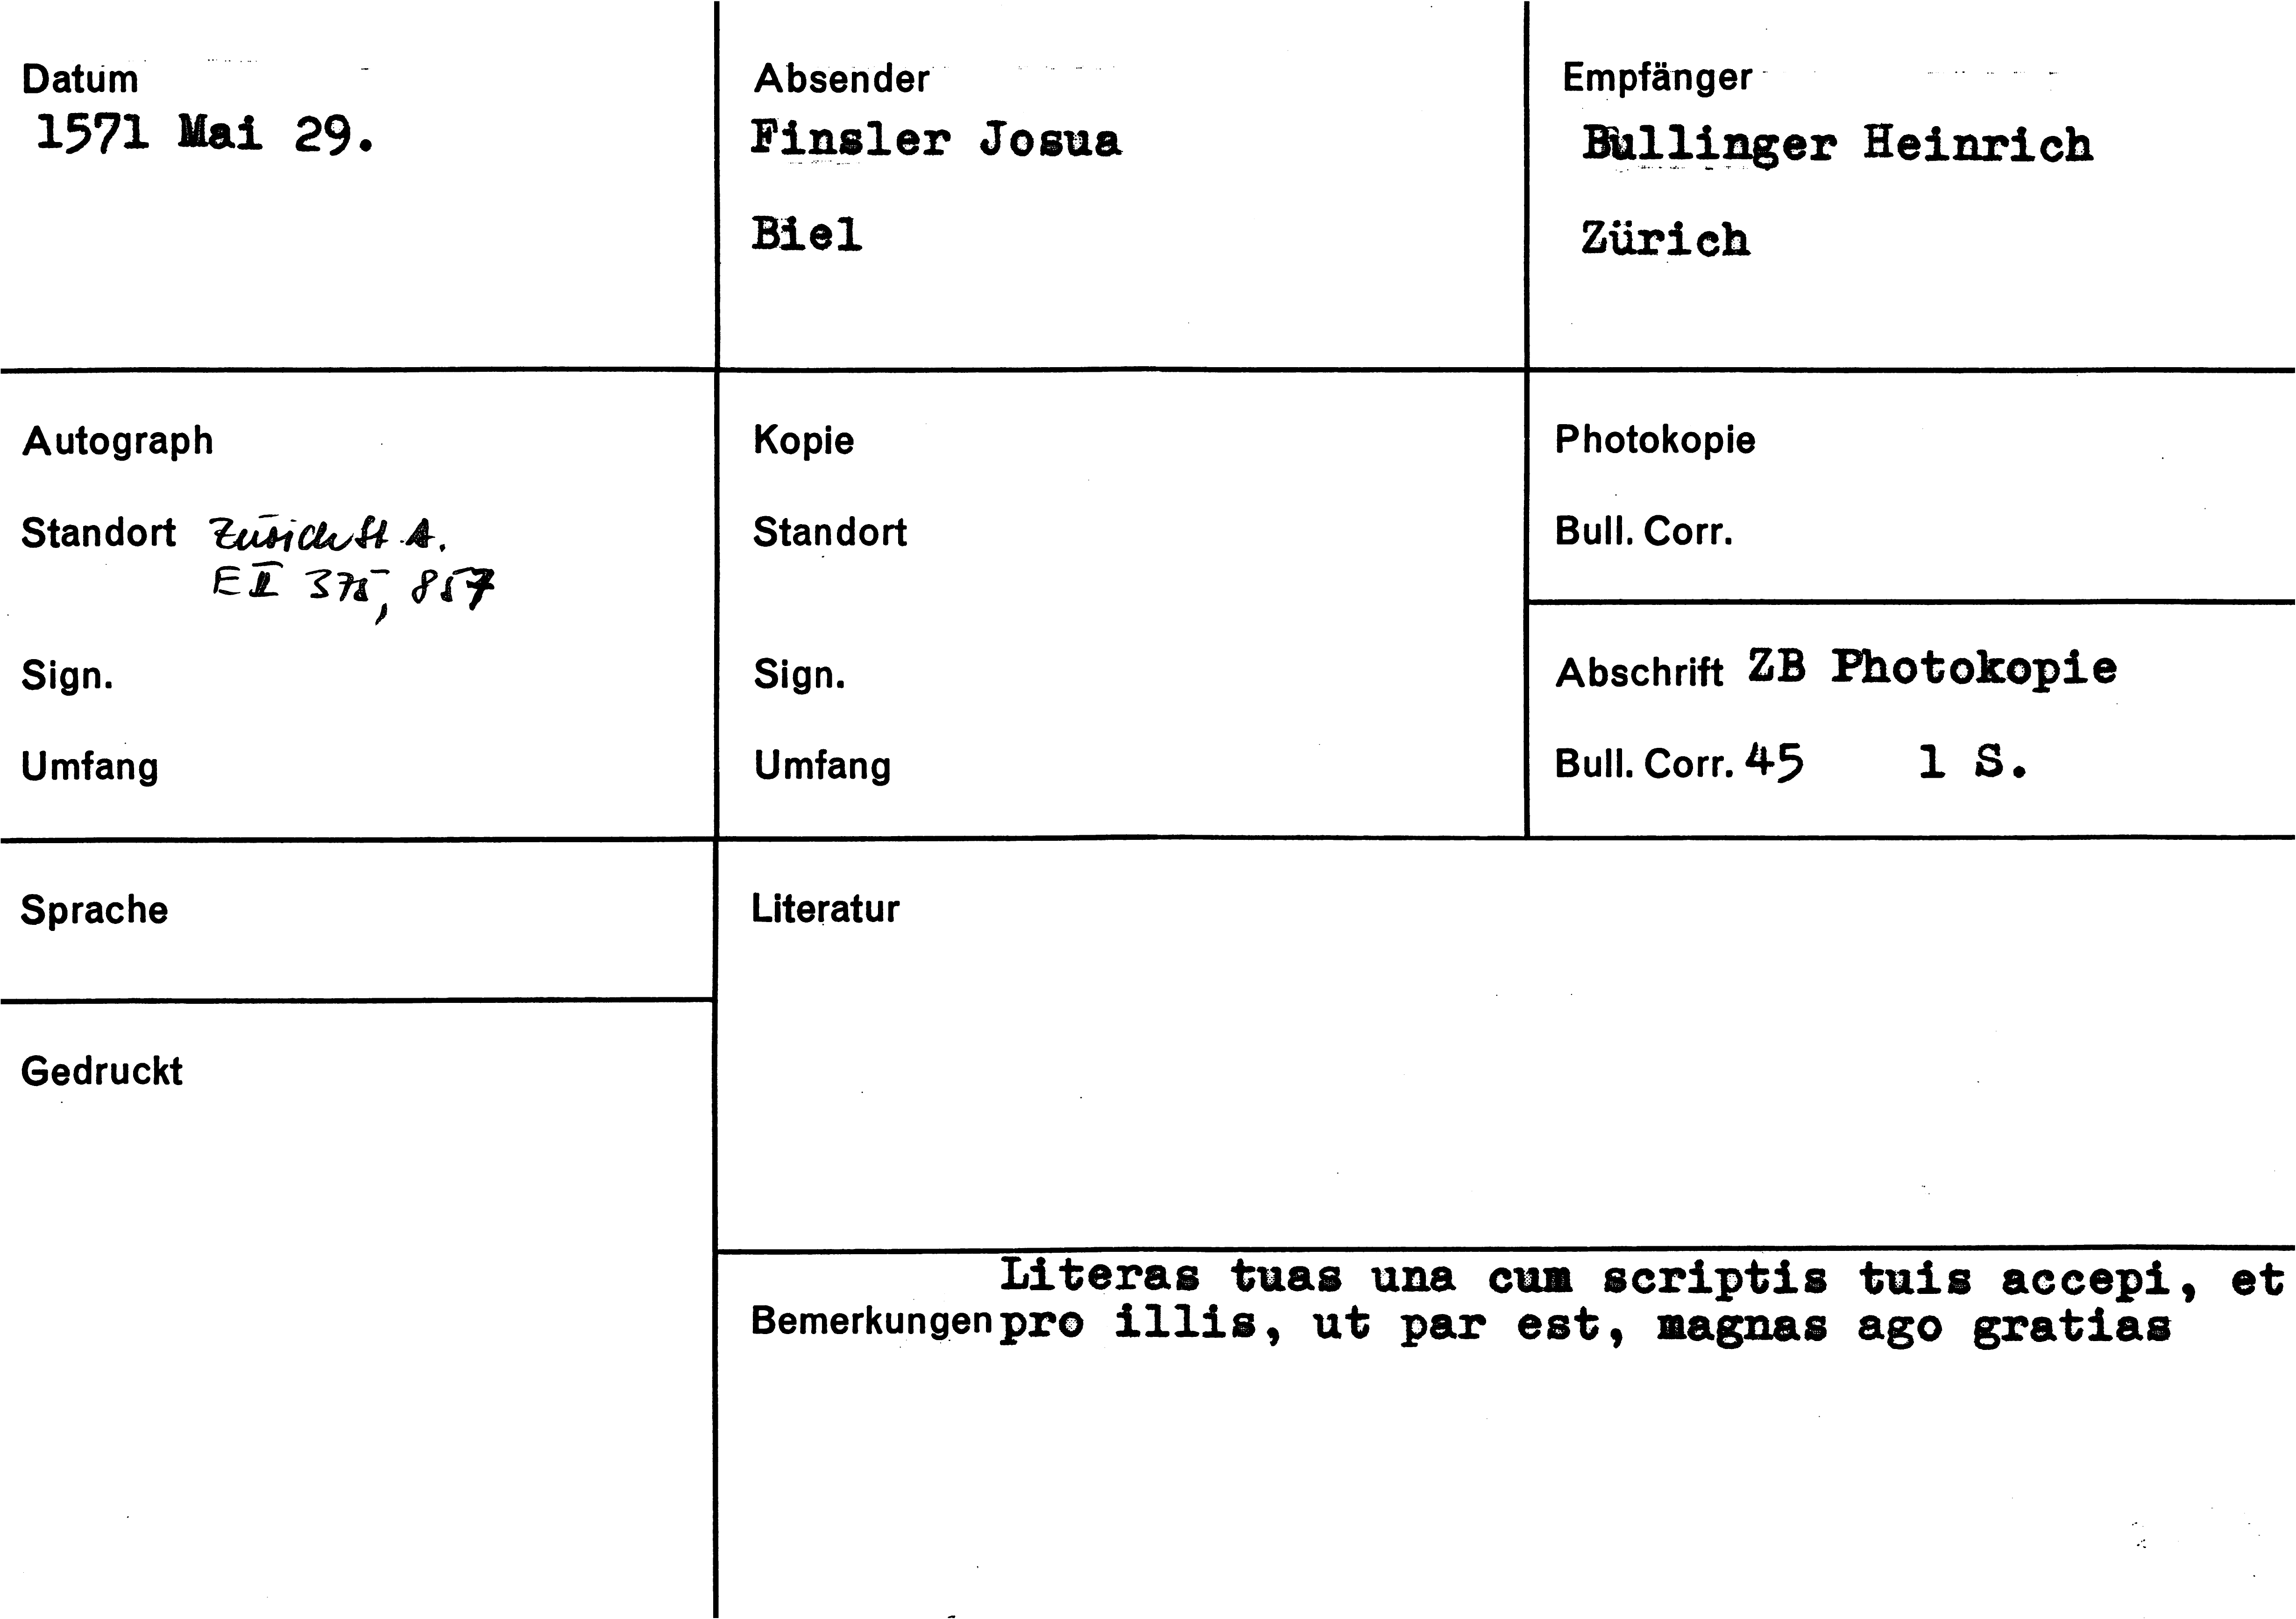 Datum
1571 Mai 29.
Absender
Finsler Josua
Biel
Empfänger
Bullinger Heinrich
Zürich
Autograph
Standort Zürich St. A.
E II 375, 857
Sign.
Umfang
Kopie
Standort
Sign.
Umfang
Photokopie
Bull. Corr.
Abschrift ZB Photokopie
Bull. Corr. 45 1 S.
Sprache
Gedruckt
Literatur
Literas tuas una cum scriptis tuis accepi, et
Bemerkungen pro illis, ut par est, magnas ago gratias